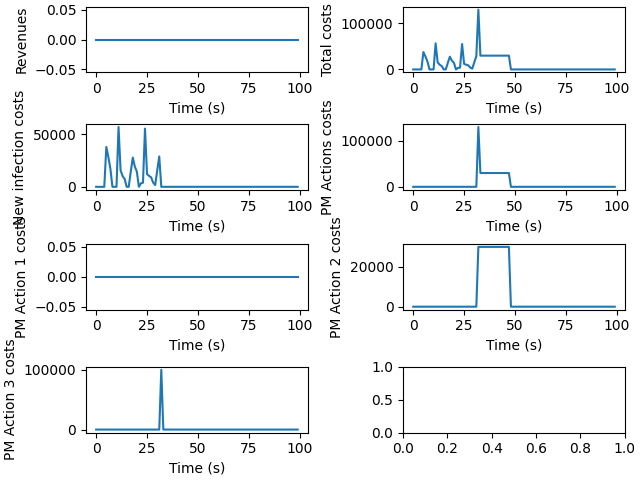 Revenues
0.05
0.00
−0.05
0 25 50 75 100
Time (s)
Total costs
100000
0
0 25 50 75 100
Time (s)
New infection costs
50000
0
0 25 50 75 100
Time (s)
PM Actions costs
100000
0
0 25 50 75 100
Time (s)
PM Action 1 costs
0.05
0.00
−0.05
0 25 50 75 100
Time (s)
PM Action 2 costs
20000
0
0 25 50 75 100
Time (s)
PM Action 3 costs
100000
0
0 25 50 75 100
Time (s)
1.0
0.5
0.0
0.0 0.2 0.4 0.6 0.8 1.0